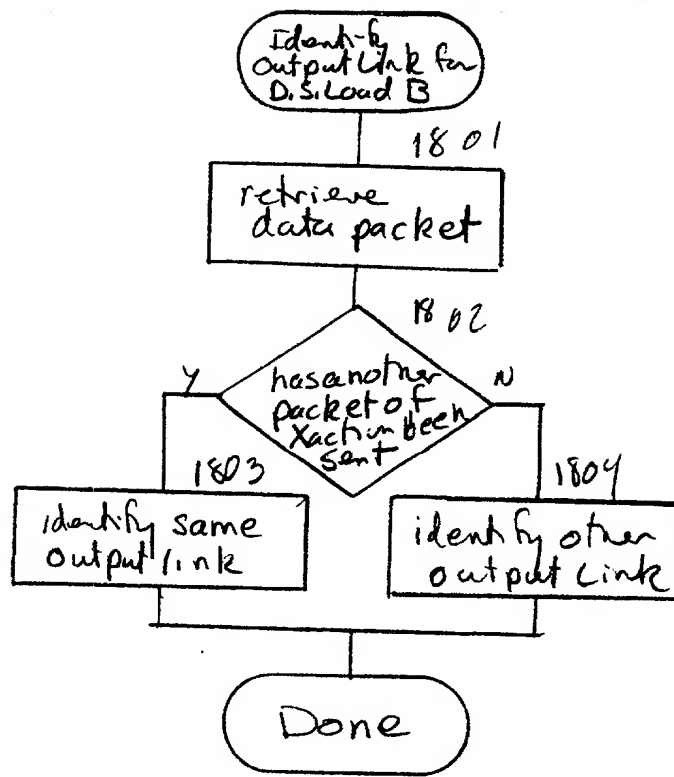 Identify
Output Link for
D.S. Load B
1801
retrieve
data packet
1802
has another
packet of
Xaction been
sent
Y
N
1803
identify same
output link
1804
identify other
output Link
Done